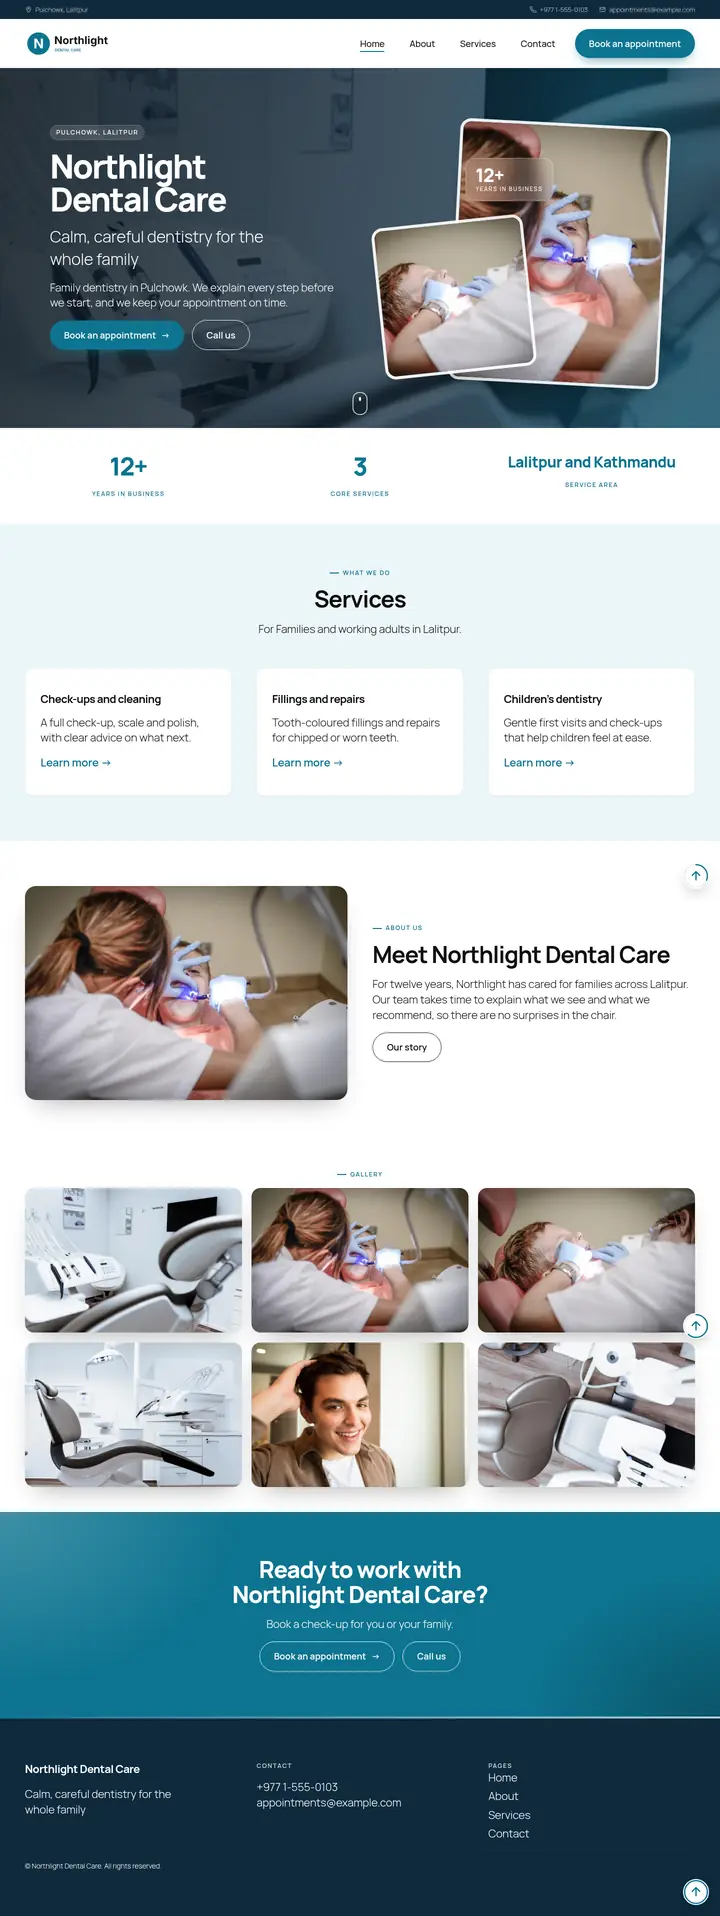 Pulchowk, Lalitpur
+977 1-555-0103
appointments@example.com
N
Northlight
DENTAL CARE
Home
About
Services
Contact
Book an appointment
PULCHOWK, LALITPUR
Northlight
Dental Care
Calm, careful dentistry for the
whole family
Family dentistry in Pulchowk. We explain every step before
we start, and we keep your appointment on time.
Book an appointment →
Call us
12+
YEARS IN BUSINESS
12+
YEARS IN BUSINESS
3
CORE SERVICES
Lalitpur and Kathmandu
SERVICE AREA
WHAT WE DO
Services
For Families and working adults in Lalitpur.
Check-ups and cleaning
A full check-up, scale and polish,
with clear advice on what next.
Learn more →
Fillings and repairs
Tooth-coloured fillings and repairs
for chipped or worn teeth.
Learn more →
Children's dentistry
Gentle first visits and check-ups
that help children feel at ease.
Learn more →
ABOUT US
Meet Northlight Dental Care
For twelve years, Northlight has cared for families across Lalitpur.
Our team takes time to explain what we see and what we
recommend, so there are no surprises in the chair.
Our story
GALLERY
Ready to work with
Northlight Dental Care?
Book a check-up for you or your family.
Book an appointment →
Call us
Northlight Dental Care
Calm, careful dentistry for the
whole family
CONTACT
+977 1-555-0103
appointments@example.com
PAGES
Home
About
Services
Contact
© Northlight Dental Care. All rights reserved.